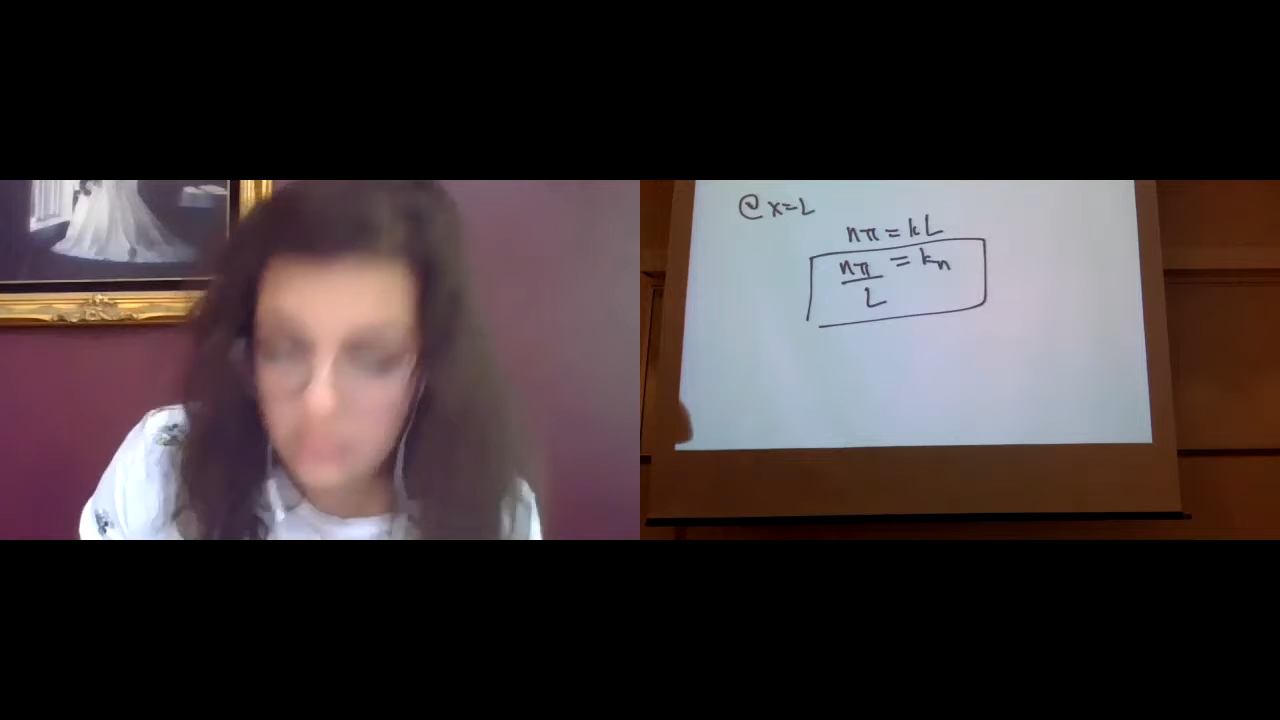 @ x=L
nπ = kL
nπ/L = kn